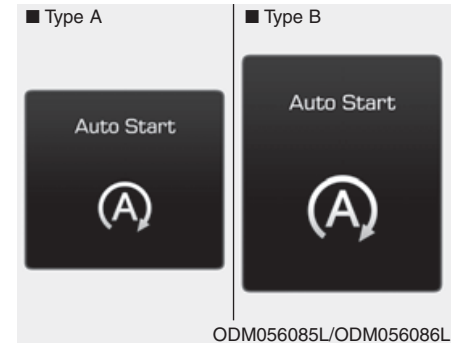 ■ Type A
■ Type B
Auto Start
A
Auto Start
A
ODM056085L/ODM056086L